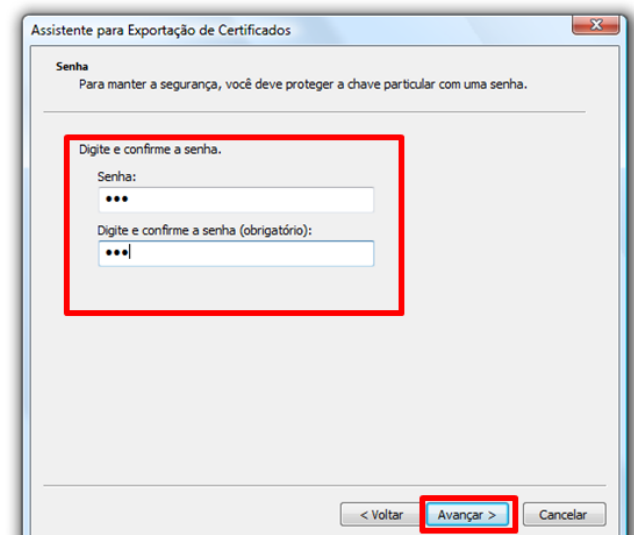 Assistente para Exportação de Certificados
Senha
Para manter a segurança, você deve proteger a chave particular com uma senha.
Digite e confirme a senha.
Senha:
•••
Digite e confirme a senha (obrigatório):
•••
< Voltar Avançar > Cancelar